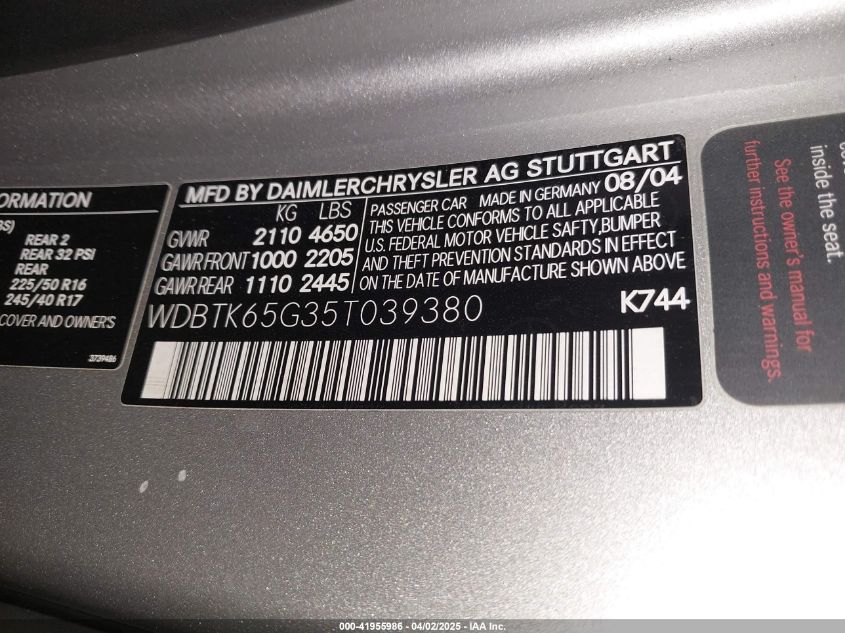 ORMATION
BS)
REAR 2
REAR 32 PSI
REAR
225/50 R16
245/40 R17
COVER AND OWNER'S
3739486
MFD BY DAIMLERCHRYSLER AG STUTTGART
KG LBS
GVWR 2110 4650
GAWR FRONT 1000 2205
GAWR REAR 1110 2445
PASSENGER CAR MADE IN GERMANY 08/04
THIS VEHICLE CONFORMS TO ALL APPLICABLE
U.S. FEDERAL MOTOR VEHICLE SAFTY,BUMPER
AND THEFT PREVENTION STANDARDS IN EFFECT
ON THE DATE OF MANUFACTURE SHOWN ABOVE
WDBTK65G35T039380
K744
inside the seat.
See the owner's manual for
further instructions and warnings.
000-41955986 - 04/02/2025 - IAA Inc.